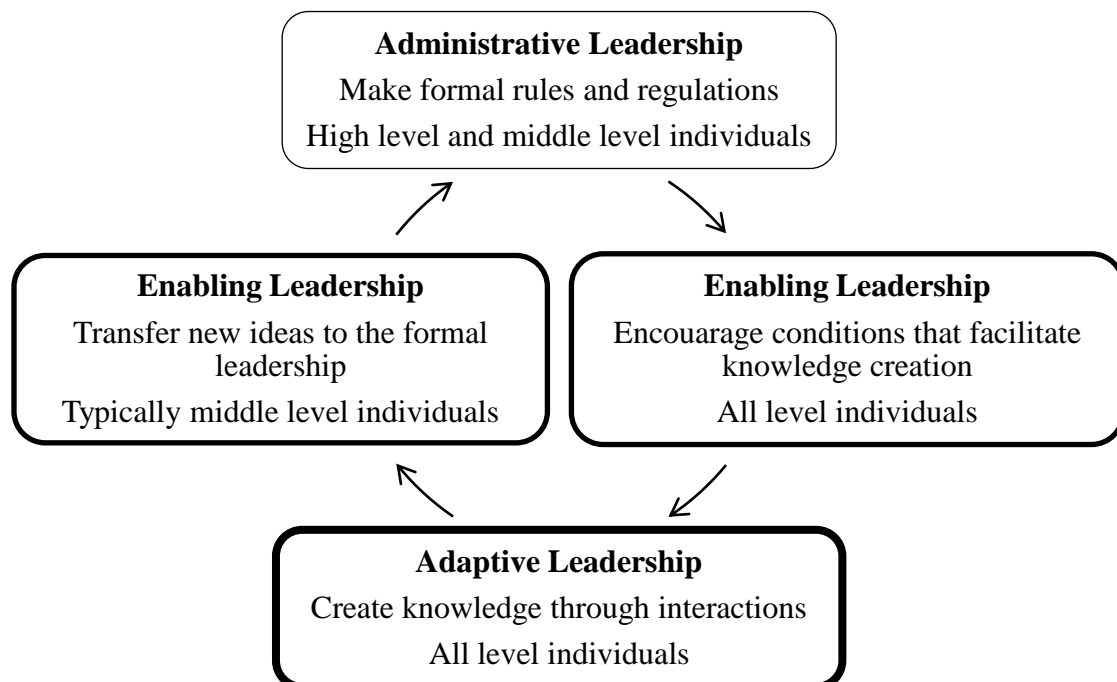 Administrative Leadership
Make formal rules and regulations
High level and middle level individuals
Enabling Leadership
Transfer new ideas to the formal
leadership
Typically middle level individuals
Enabling Leadership
Encouarage conditions that facilitate
knowledge creation
All level individuals
Adaptive Leadership
Create knowledge through interactions
All level individuals